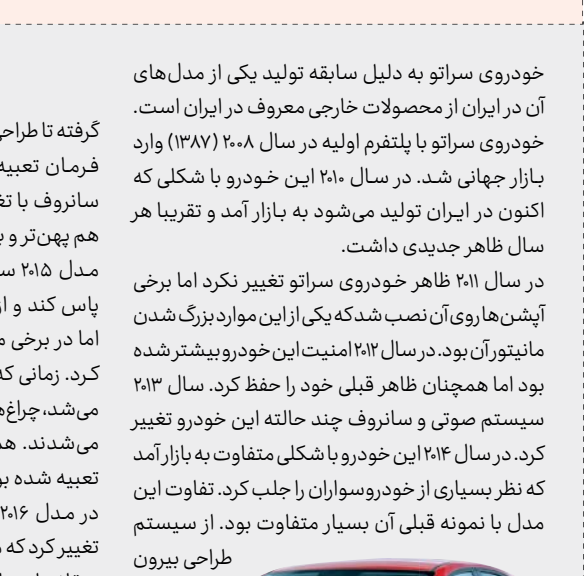 خودروی سراتو به دلیل سابقه تولید یکی از مدل‌های
آن در ایران از محصولات خارجی معروف در ایران است.
خودروی سراتو با پلتفرم اولیه در سال ۲۰۰۸ (۱۳۸۷) وارد
بازار جهانی شد. در سال ۲۰۱۰ این خودرو با شکلی که
اکنون در ایران تولید می‌شود به بازار آمد و تقریبا هر
سال ظاهر جدیدی داشت.
در سال ۲۰۱۱ ظاهر خودروی سراتو تغییر نکرد اما برخی
آپشن‌ها روی آن نصب شد که یکی از این موارد بزرگ شدن
مانیتور آن بود. در سال ۲۰۱۲ امنیت این خودرو بیشتر شده
بود اما همچنان ظاهر قبلی خود را حفظ کرد. سال ۲۰۱۳
سیستم صوتی و سانروف چند حالته این خودرو تغییر
کرد. در سال ۲۰۱۴ این خودرو با شکلی متفاوت به بازار آمد
که نظر بسیاری از خودروسواران را جلب کرد. تفاوت این
مدل با نمونه قبلی آن بسیار متفاوت بود. از سیستم
طراحی بیرون
گرفته تا طراحی
فرمان تعبیه
سانروف با
هم پهن‌تر و
مدل ۲۰۱۵
پاس کند و از
اما در برخی
کرد. زمانی که
می‌شد، چراغ‌ها
می‌شدند.
تعبیه شده
در مدل ۲۰۱۶
تغییر کرد که